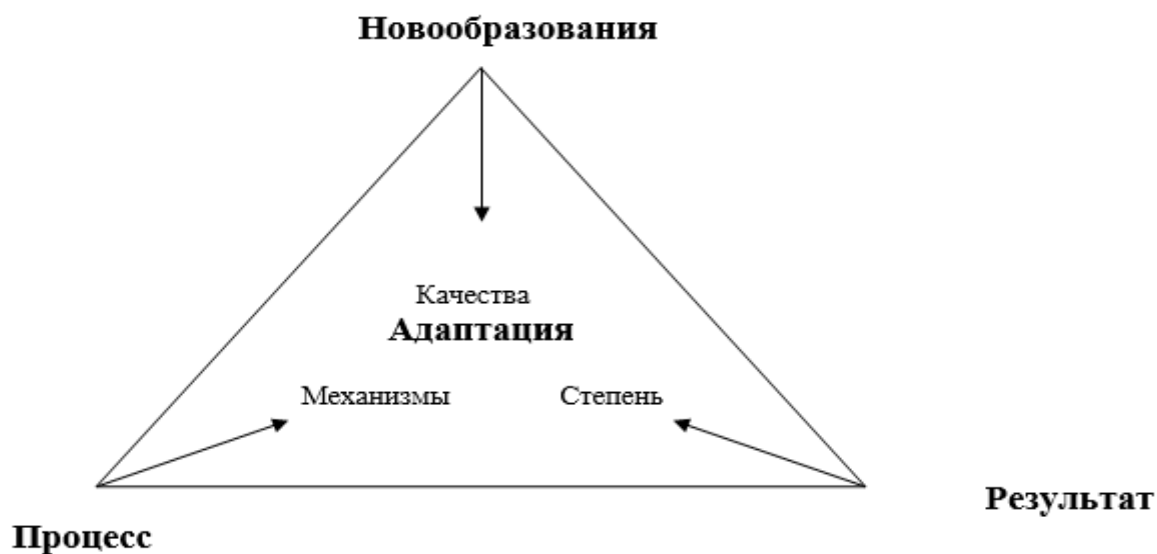 Новообразования
Качества
Адаптация
Механизмы Степень
Результат
Процесс